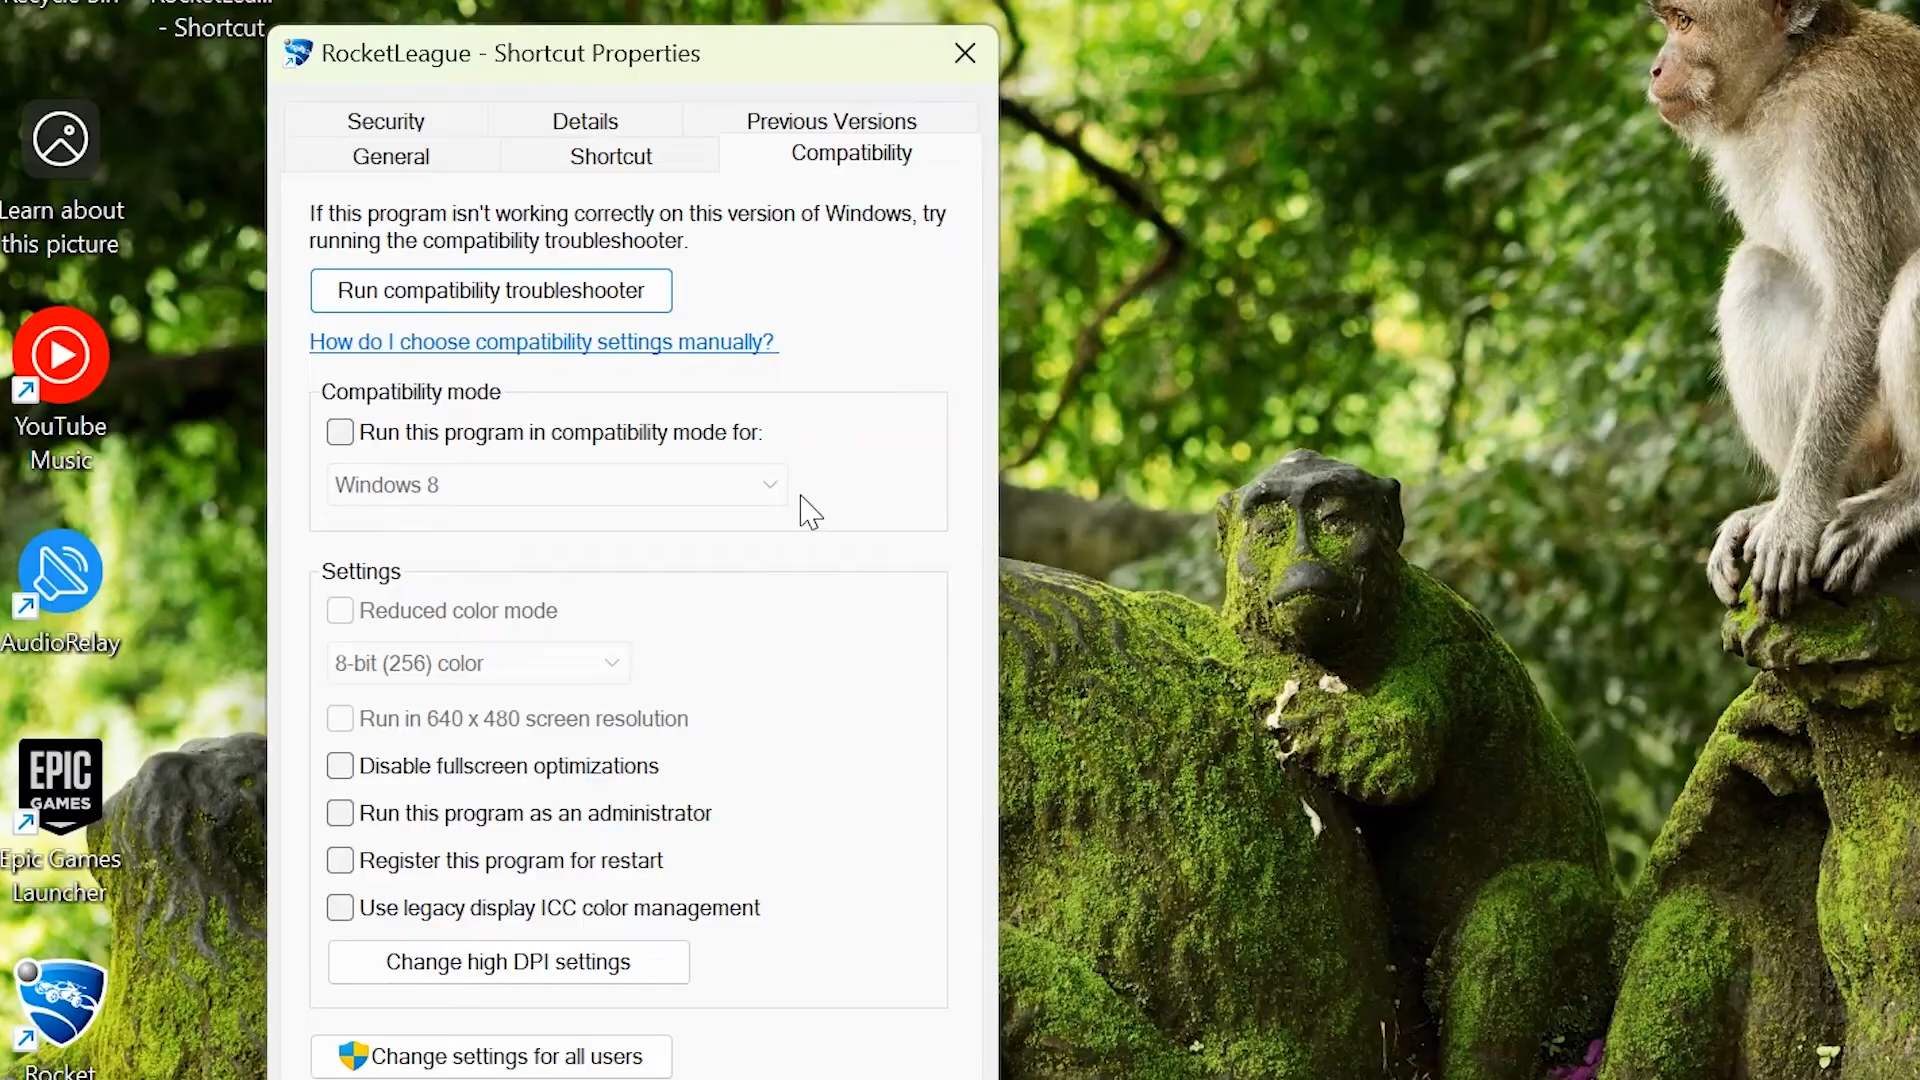 - Shortcut
RocketLeague - Shortcut Properties
Security
Details
Previous Versions
General
Shortcut
Compatibility
If this program isn't working correctly on this version of Windows, try
running the compatibility troubleshooter.
Run compatibility troubleshooter
How do I choose compatibility settings manually?
Compatibility mode
Run this program in compatibility mode for:
Windows 8
Settings
Reduced color mode
8-bit (256) color
Run in 640 x 480 screen resolution
Disable fullscreen optimizations
Run this program as an administrator
Register this program for restart
Use legacy display ICC color management
Change high DPI settings
Change settings for all users
Learn about
this picture
YouTube
Music
AudioRelay
EPIC
GAMES
Epic Games
Launcher
Rocket